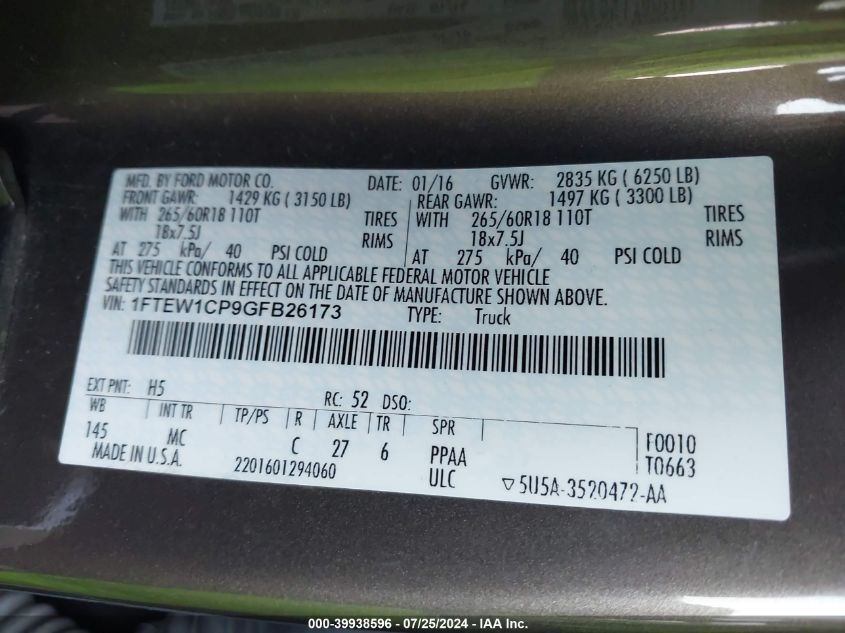 MFD. BY FORD MOTOR CO. DATE: 01/16 GVWR: 2835 KG ( 6250 LB)
FRONT GAWR: 1429 KG ( 3150 LB) REAR GAWR: 1497 KG ( 3300 LB)
WITH 265/60R18 110T TIRES WITH 265/60R18 110T TIRES
18x7.5J RIMS 18x7.5J RIMS
AT 275 kPa/ 40 PSI COLD AT 275 kPa/ 40 PSI COLD
THIS VEHICLE CONFORMS TO ALL APPLICABLE FEDERAL MOTOR VEHICLE
SAFETY STANDARDS IN EFFECT ON THE DATE OF MANUFACTURE SHOWN ABOVE.
VIN: 1FTEW1CP9GFB26173 TYPE: Truck
EXT PNT: H5 RC: 52 DSO:
WB INT TR TP/PS R AXLE TR SPR
145 MC C 27 6 PPAA F0010
MADE IN U.S.A. 2201601294060 ULC T0663
▽5U5A-3520472-AA
000-39938596 - 07/25/2024 - IAA Inc.